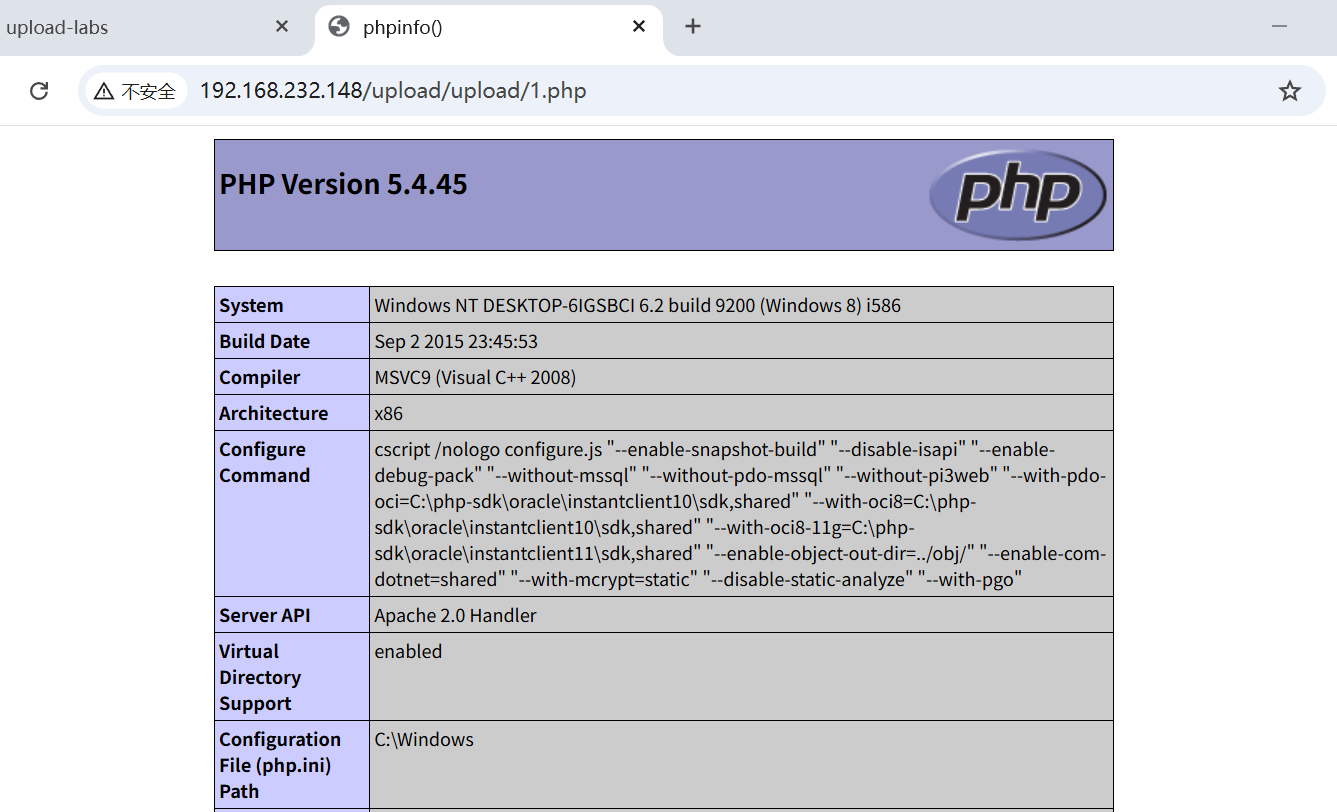 upload-labs
phpinfo()
不安全 192.168.232.148/upload/upload/1.php
PHP Version 5.4.45
php
System Windows NT DESKTOP-6IGSBCI 6.2 build 9200 (Windows 8) i586
Build Date Sep 2 2015 23:45:53
Compiler MSVC9 (Visual C++ 2008)
Architecture x86
Configure Command
cscript /nologo configure.js "--enable-snapshot-build" "--disable-isapi" "--enable-
debug-pack" "--without-mssql" "--without-pdo-mssql" "--without-pi3web" "--with-pdo-
oci=C:\php-sdk\oracle\instantclient10\sdk,shared" "--with-oci8=C:\php-
sdk\oracle\instantclient10\sdk,shared" "--with-oci8-11g=C:\php-
sdk\oracle\instantclient11\sdk,shared" "--enable-object-out-dir=../obj/" "--enable-com-
dotnet=shared" "--with-mcrypt=static" "--disable-static-analyze" "--with-pgo"
Server API Apache 2.0 Handler
Virtual
Directory
Support
enabled
Configuration
File (php.ini)
Path
C:\Windows